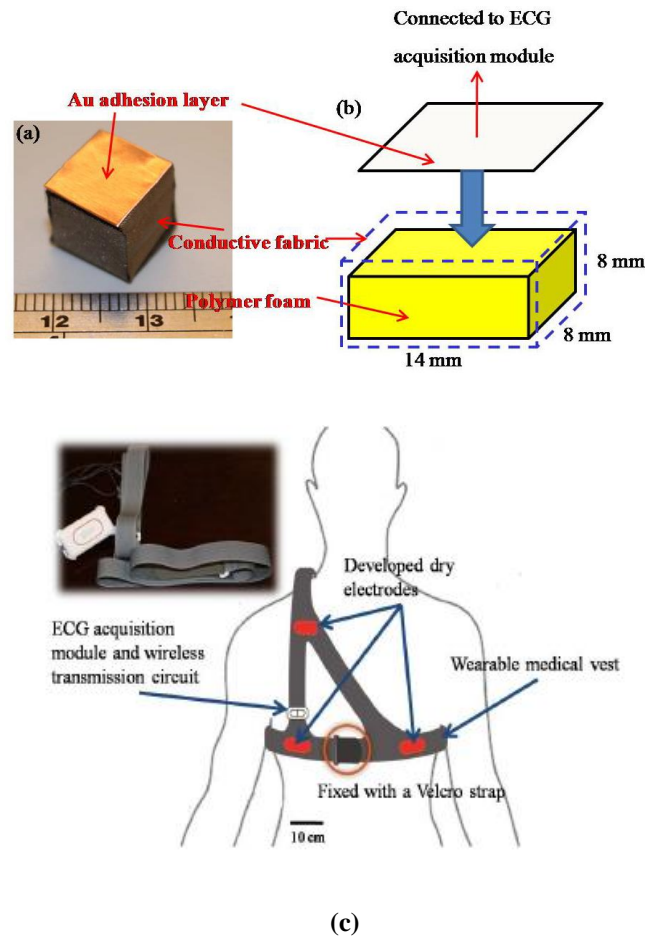 Connected to ECG
acquisition module
Au adhesion layer
(a)
(b)
Conductive fabric
Polymer foam
8 mm
8 mm
14 mm
12
13
Developed dry
electrodes
ECG acquisition
module and wireless
transmission circuit
Wearable medical vest
Fixed with a Velcro strap
10 cm
(c)